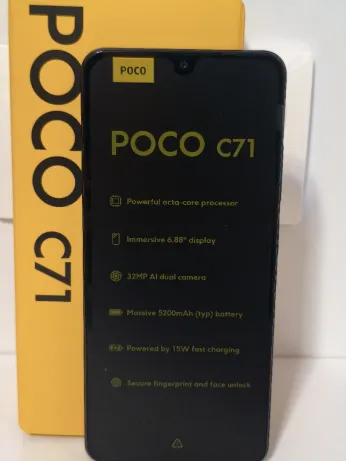 POCO C71
POCO
POCO C71
Powerful octa-core processor
Immersive 6.88" display
32MP AI dual camera
Massive 5200mAh (typ) battery
Powered by 15W fast charging
Secure fingerprint and face unlock